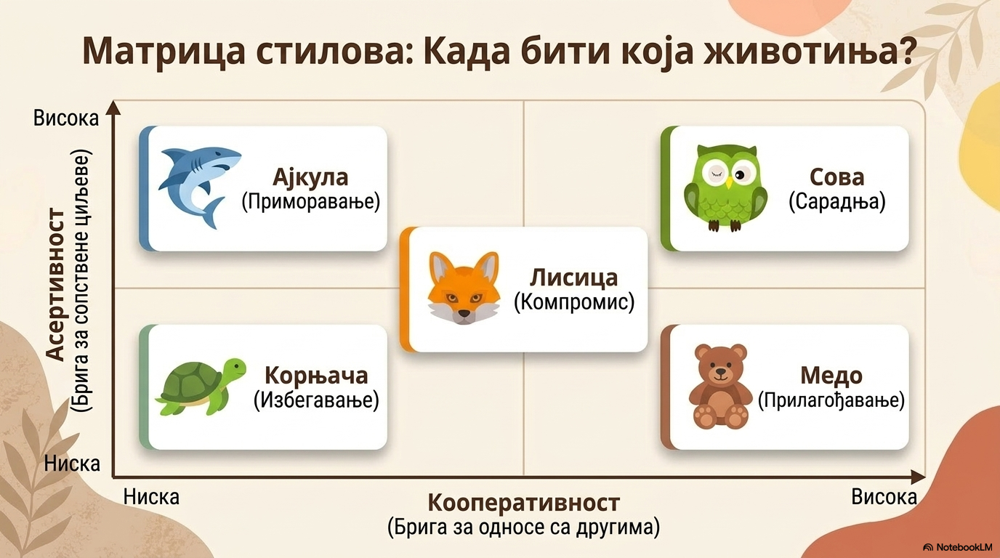 Матрица стилова: Када бити која животиња?
Висока
Асертивност
(Брига за сопствене циљеве)
Ниска
Ајкула
(Приморавање)
Сова
(Сарадња)
Лисица
(Компромис)
Корњача
(Избегавање)
Медо
(Прилагођавање)
Ниска
Кооперативност
(Брига за односе са другима)
Висока
NotebookLM